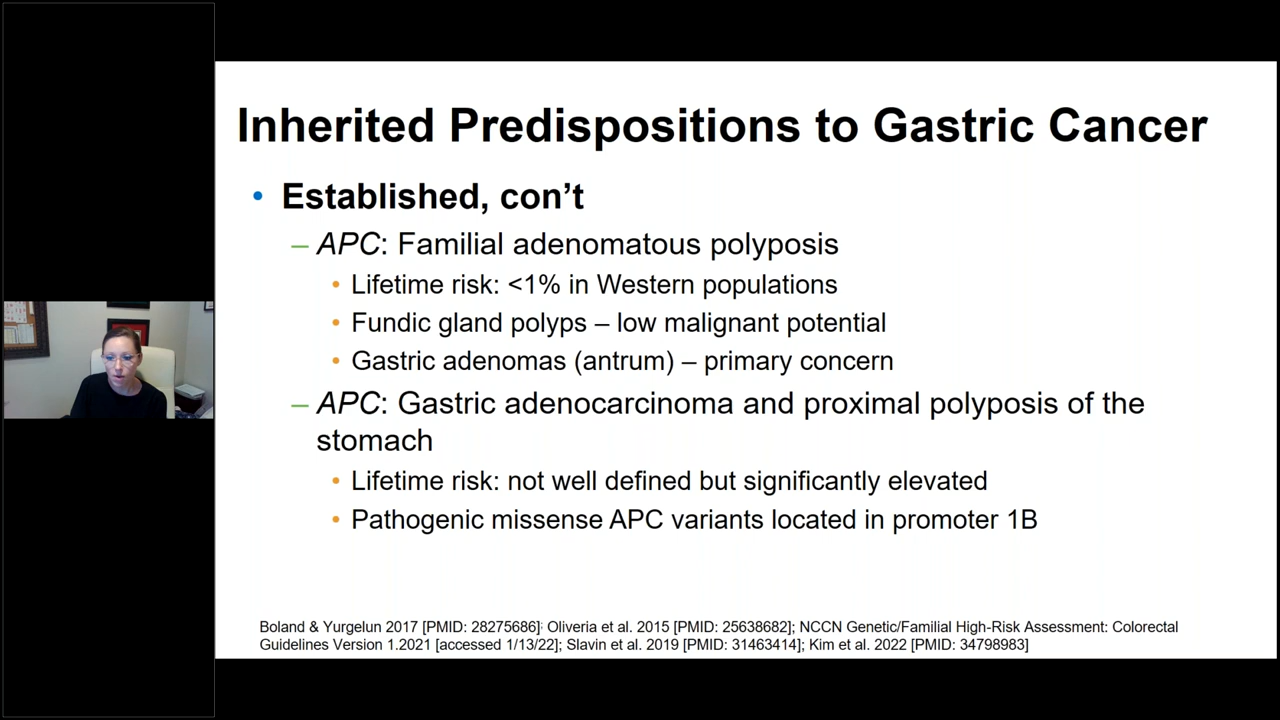 Inherited Predispositions to Gastric Cancer
• Established, con’t
– APC: Familial adenomatous polyposis
• Lifetime risk: <1% in Western populations
• Fundic gland polyps – low malignant potential
• Gastric adenomas (antrum) – primary concern
– APC: Gastric adenocarcinoma and proximal polyposis of the
stomach
• Lifetime risk: not well defined but significantly elevated
• Pathogenic missense APC variants located in promoter 1B
Boland & Yurgelun 2017 [PMID: 28275686]; Oliveria et al. 2015 [PMID: 25638682]; NCCN Genetic/Familial High-Risk Assessment: Colorectal
Guidelines Version 1.2021 [accessed 1/13/22]; Slavin et al. 2019 [PMID: 31463414]; Kim et al. 2022 [PMID: 34798983]